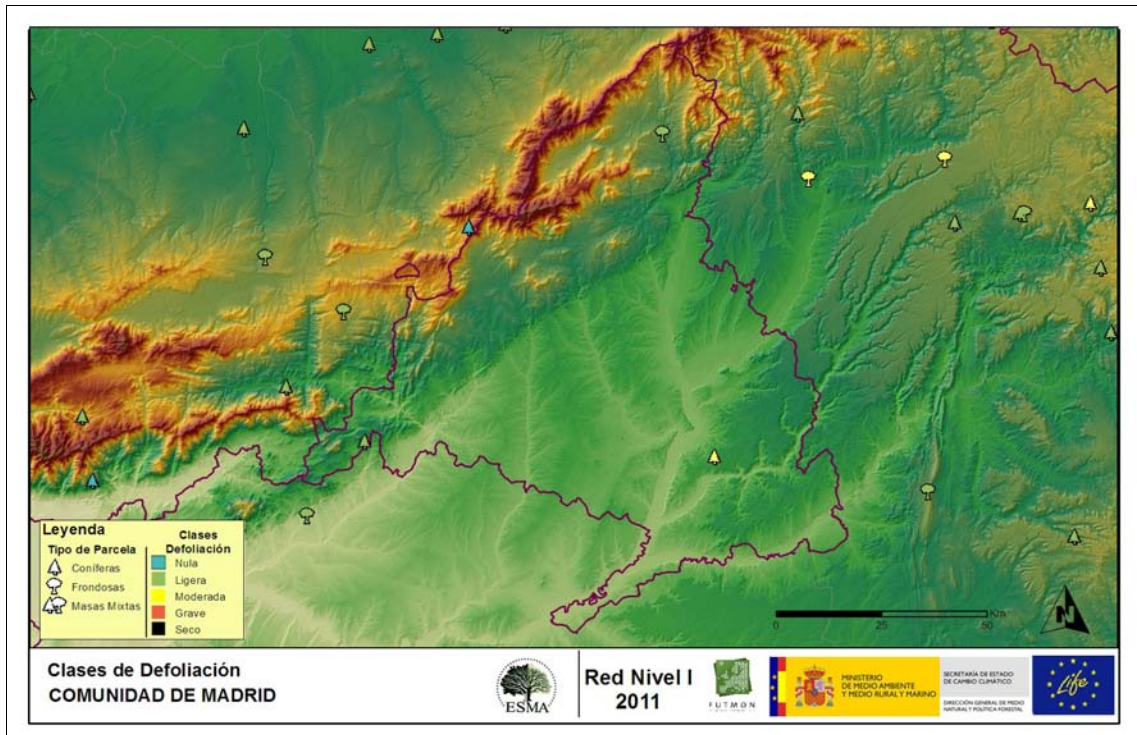 Leyenda
Tipo de Parcela
Coníferas
Frondosas
Masas Mixtas
Clases
Defoliación
Nula
Ligera
Moderada
Grave
Seco
Km
0 25 50
N
Clases de Defoliación
COMUNIDAD DE MADRID
ESMA
Red Nivel I
2011
FUTMON
MINISTERIO
DE MEDIO AMBIENTE
Y MEDIO RURAL Y MARINO
SECRETARÍA DE ESTADO
DE CAMBIO CLIMÁTICO
DIRECCIÓN GENERAL DE MEDIO
NATURAL Y POLÍTICA FORESTAL
Life